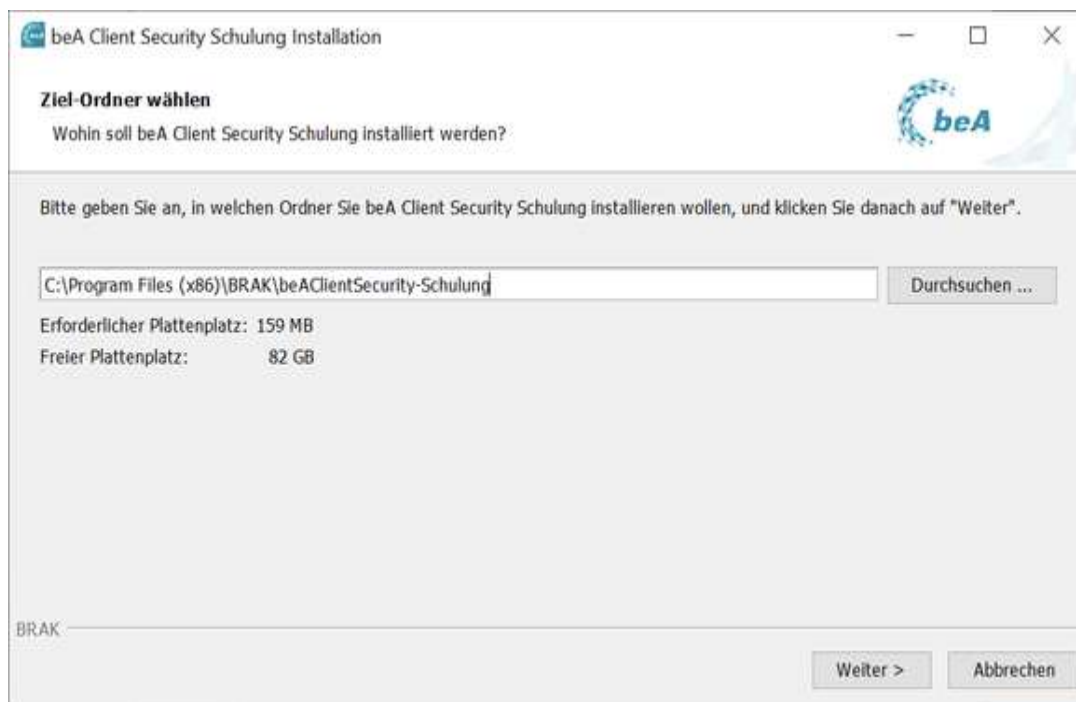 beA Client Security Schulung Installation
Ziel-Ordner wählen
Wohin soll beA Client Security Schulung installiert werden?
beA
Bitte geben Sie an, in welchen Ordner Sie beA Client Security Schulung installieren wollen, und klicken Sie danach auf "Weiter".
C:\Program Files (x86)\BRAK\beAClientSecurity-Schulung
Durchsuchen ...
Erforderlicher Plattenplatz: 159 MB
Freier Plattenplatz: 82 GB
BRAK
Weiter >
Abbrechen